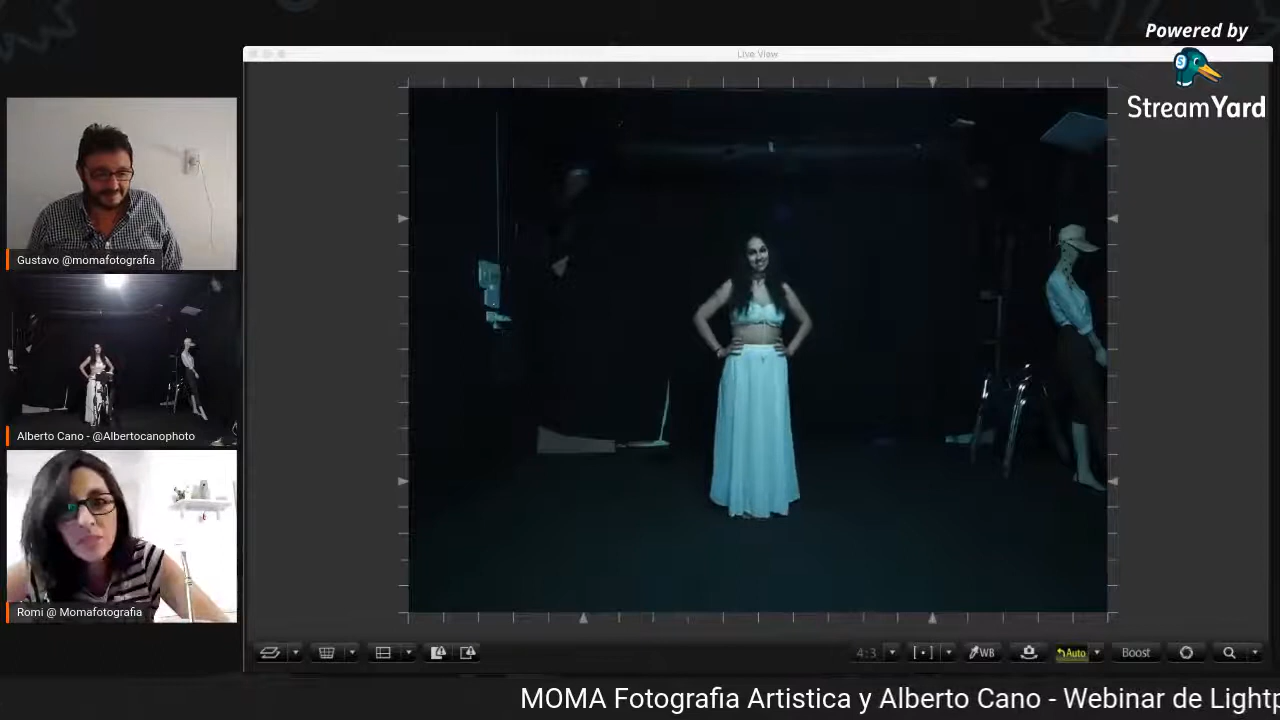 Powered by
StreamYard
Live View
Gustavo @momafotografia
Alberto Cano - @Albertocanophoto
Romi @ Momafotografia
4:3
WB
Auto
Boost
MOMA Fotografia Artistica y Alberto Cano - Webinar de Lightp